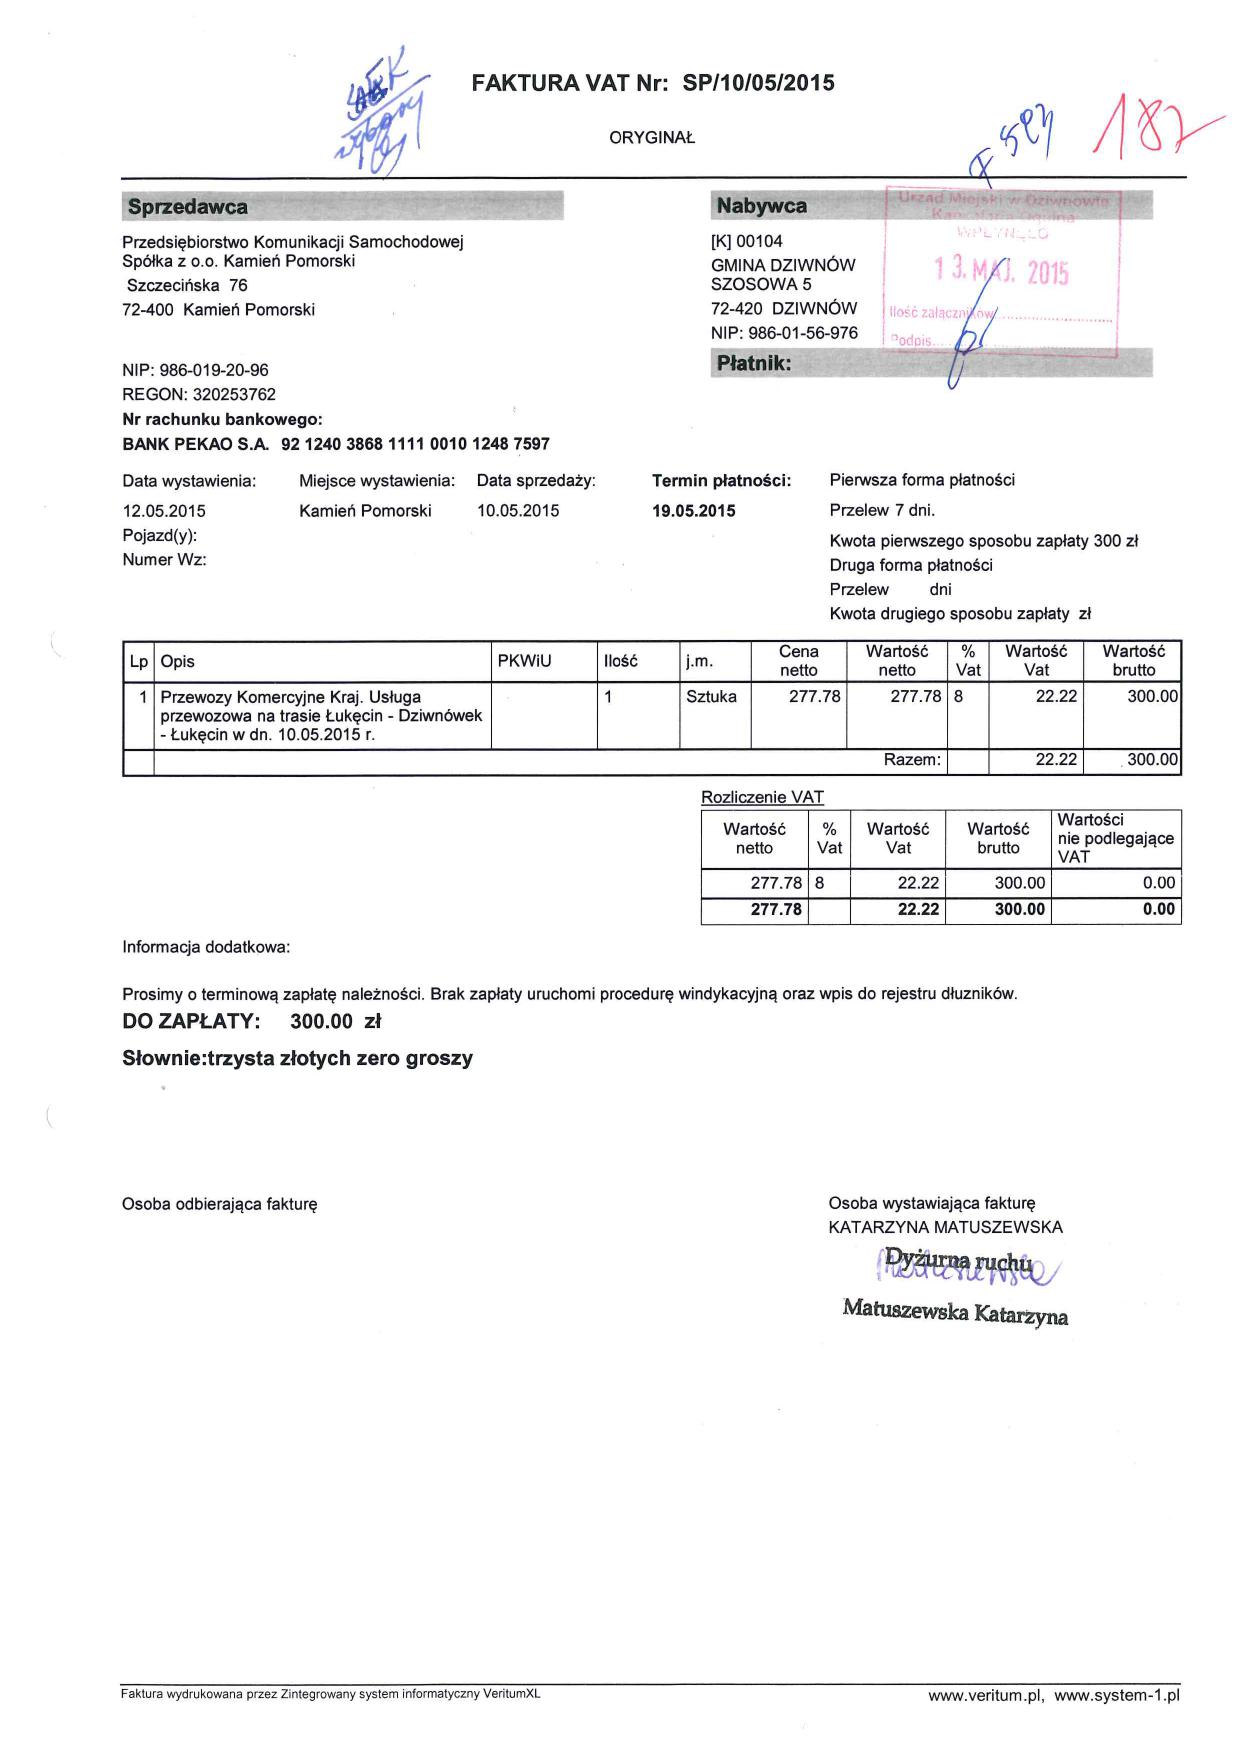 FAKTURA VAT Nr: SP/10/05/2015
ORYGINAŁ
187
Sprzedawca
Przedsiębiorstwo Komunikacji Samochodowej
Spółka z o.o. Kamień Pomorski
Szczecińska 76
72-400 Kamień Pomorski
NIP: 986-019-20-96
REGON: 320253762
Nr rachunku bankowego:
BANK PEKAO S.A. 92 1240 3868 1111 0010 1248 7597
Nabywca
[K] 00104
GMINA DZIWNÓW
SZOSOWA 5
72-420 DZIWNÓW
NIP: 986-01-56-976
Płatnik:
Urząd Miejski w Dziwnowie
Kancelaria Ogólna
WPŁYNĘŁO
13. MAJ. 2015
Ilość załączników
Podpis
Data wystawienia: Miejsce wystawienia: Data sprzedaży: Termin płatności: Pierwsza forma płatności
12.05.2015 Kamień Pomorski 10.05.2015 19.05.2015 Przelew 7 dni.
Pojazd(y):
Numer Wz:
Kwota pierwszego sposobu zapłaty 300 zł
Druga forma płatności
Przelew dni
Kwota drugiego sposobu zapłaty zł
Lp Opis PKWiU Ilość j.m. Cena netto Wartość netto % Vat Wartość Vat Wartość brutto
1 Przewozy Komercyjne Kraj. Usługa 1 Sztuka 277.78 277.78 8 22.22 300.00
przewozowa na trasie Łukęcin - Dziwnówek
- Łukęcin w dn. 10.05.2015 r.
Razem: 22.22 300.00
Rozliczenie VAT
Wartość netto % Vat Wartość Vat Wartość brutto Wartości nie podlegające VAT
277.78 8 22.22 300.00 0.00
277.78 22.22 300.00 0.00
Informacja dodatkowa:
Prosimy o terminową zapłatę należności. Brak zapłaty uruchomi procedurę windykacyjną oraz wpis do rejestru dłuzników.
DO ZAPŁATY: 300.00 zł
Słownie:trzysta złotych zero groszy
Osoba odbierająca fakturę
Osoba wystawiająca fakturę
KATARZYNA MATUSZEWSKA
Dyżurna ruchu
Matuszewska Katarzyna
Faktura wydrukowana przez Zintegrowany system informatyczny VeritumXL
www.veritum.pl, www.system-1.pl